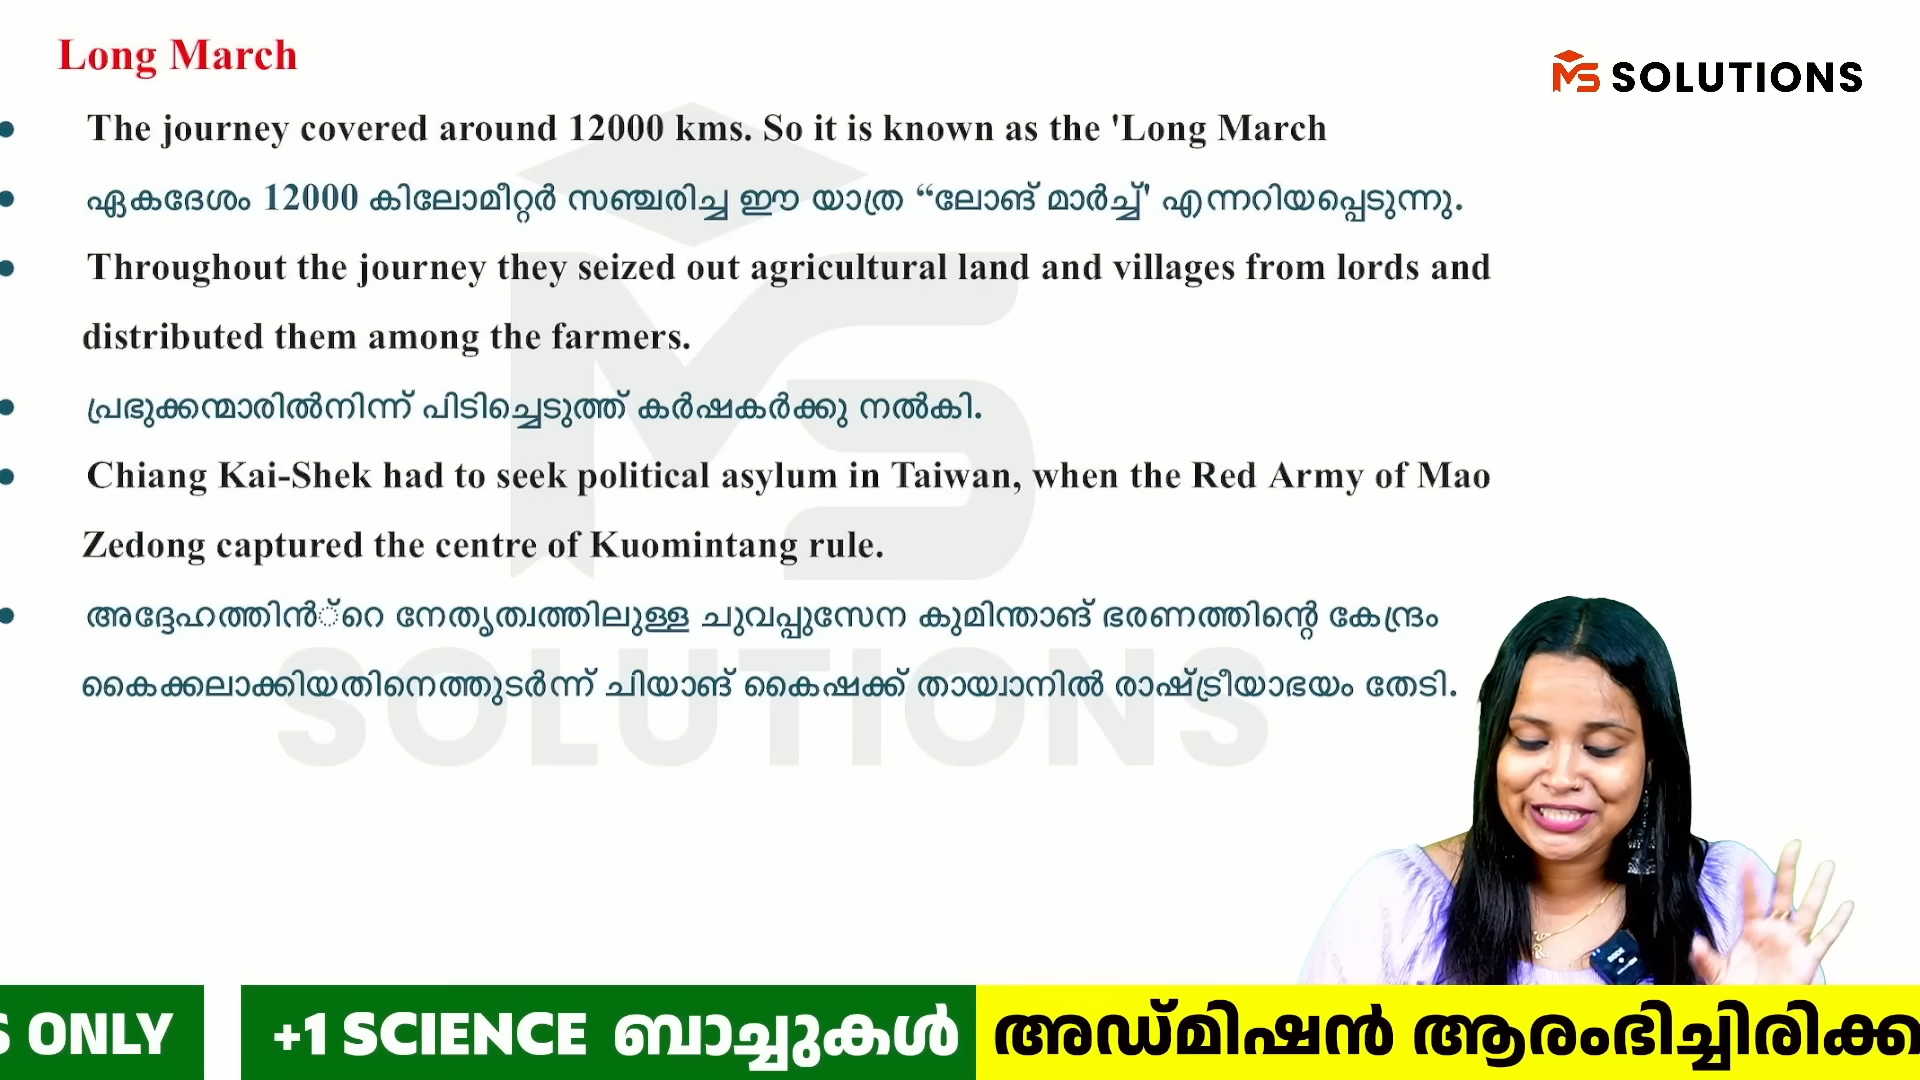 Long March
MS SOLUTIONS
The journey covered around 12000 kms. So it is known as the 'Long March
ഏകദേശം 12000 കിലോമീറ്റർ സഞ്ചരിച്ച ഈ യാത്ര “ലോങ് മാർച്ച്' എന്നറിയപ്പെടുന്നു.
Throughout the journey they seized out agricultural land and villages from lords and
distributed them among the farmers.
പ്രഭുക്കന്മാരിൽനിന്ന് പിടിച്ചെടുത്ത് കർഷകർക്കു നൽകി.
Chiang Kai-Shek had to seek political asylum in Taiwan, when the Red Army of Mao
Zedong captured the centre of Kuomintang rule.
അദ്ദേഹത്തിൻ്റെ നേതൃത്വത്തിലുള്ള ചുവപ്പുസേന കുമിന്താങ് ഭരണത്തിന്റെ കേന്ദ്രം
കൈക്കലാക്കിയതിനെത്തുടർന്ന് ചിയാങ് കൈഷക്ക് തായ്വാനിൽ രാഷ്ട്രീയാഭയം തേടി.
MS
SOLUTIONS
S ONLY +1 SCIENCE ബാച്ചുകൾ അഡ്മിഷൻ ആരംഭിച്ചിരിക്ക